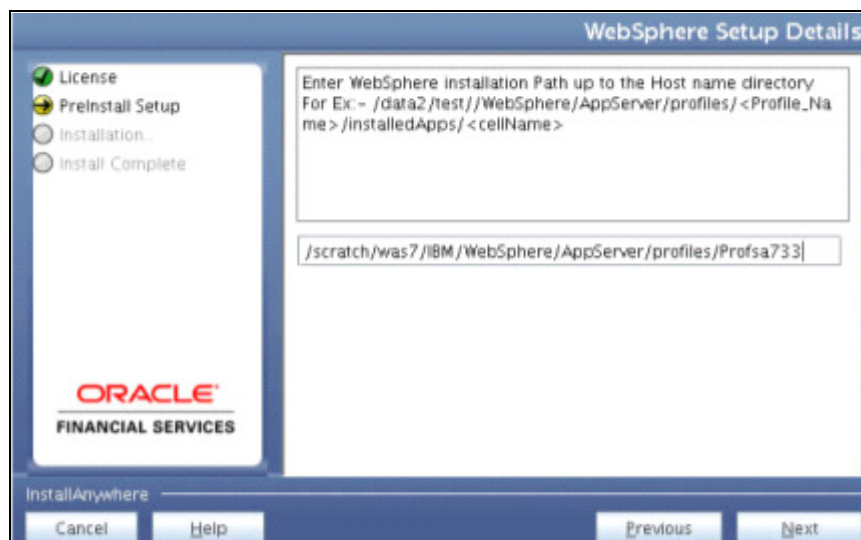 WebSphere Setup Details
License
PreInstall Setup
Installation..
Install Complete
Enter WebSphere installation Path up to the Host name directory
For Ex:- /data2/test//WebSphere/AppServer/profiles/<Profile_Na
me>/installedApps/<cellName>
/scratch/was7/IBM/WebSphere/AppServer/profiles/Profsa733
ORACLE
FINANCIAL SERVICES
InstallAnywhere
Cancel Help Previous Next